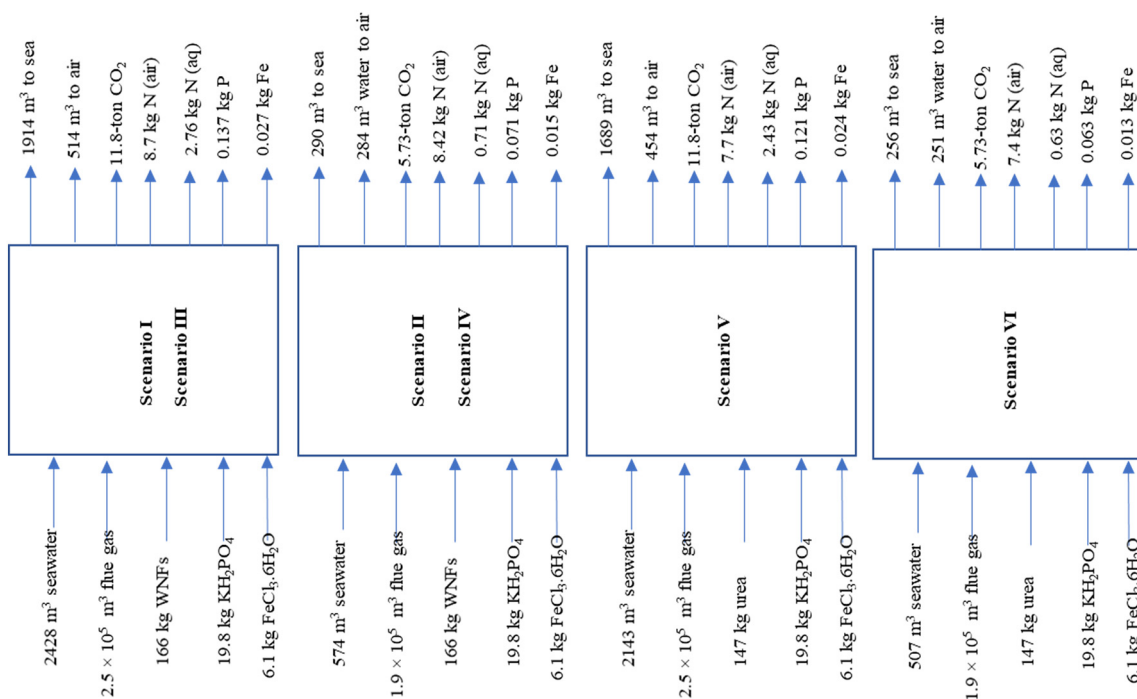 2428 m³ seawater
2.5 × 10⁵ m³ flue gas
166 kg WNFs
19.8 kg KH₂PO₄
6.1 kg FeCl₃.6H₂O
Scenario I
Scenario III
1914 m³ to sea
514 m³ to air
11.8-ton CO₂
8.7 kg N (air)
2.76 kg N (aq)
0.137 kg P
0.027 kg Fe
574 m³ seawater
1.9 × 10⁵ m³ flue gas
166 kg WNFs
19.8 kg KH₂PO₄
6.1 kg FeCl₃.6H₂O
Scenario II
Scenario IV
290 m³ to sea
284 m³ water to air
5.73-ton CO₂
8.42 kg N (air)
0.71 kg N (aq)
0.071 kg P
0.015 kg Fe
2143 m³ seawater
2.5 × 10⁵ m³ flue gas
147 kg urea
19.8 kg KH₂PO₄
6.1 kg FeCl₃.6H₂O
Scenario V
1689 m³ to sea
454 m³ to air
11.8-ton CO₂
7.7 kg N (air)
2.43 kg N (aq)
0.121 kg P
0.024 kg Fe
507 m³ seawater
1.9 × 10⁵ m³ flue gas
147 kg urea
19.8 kg KH₂PO₄
6.1 kg FeCl₃.6H₂O
Scenario VI
256 m³ to sea
251 m³ water to air
5.73-ton CO₂
7.4 kg N (air)
0.63 kg N (aq)
0.063 kg P
0.013 kg Fe